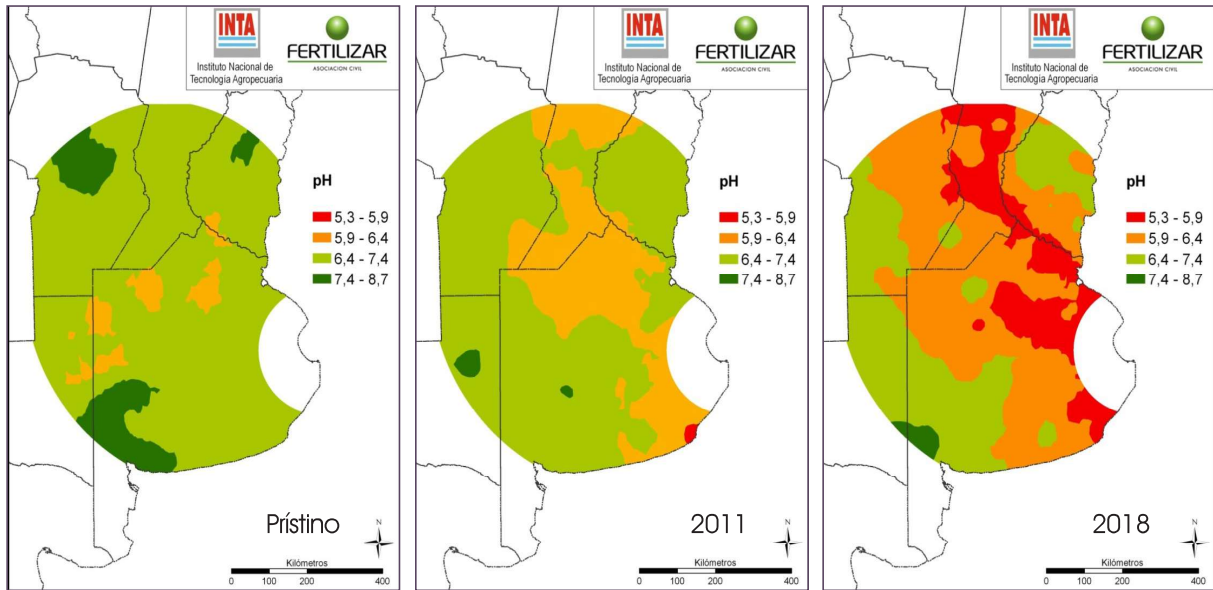 INTA
Instituto Nacional de
Tecnología Agropecuaria
FERTILIZAR
ASOCIACION CIVIL
pH
5,3 - 5,9
5,9 - 6,4
6,4 - 7,4
7,4 - 8,7
Prístino
N
Kilómetros
0 100 200 400
INTA
Instituto Nacional de
Tecnología Agropecuaria
FERTILIZAR
ASOCIACION CIVIL
pH
5,3 - 5,9
5,9 - 6,4
6,4 - 7,4
7,4 - 8,7
2011
N
Kilómetros
0 100 200 400
INTA
Instituto Nacional de
Tecnología Agropecuaria
FERTILIZAR
ASOCIACION CIVIL
pH
5,3 - 5,9
5,9 - 6,4
6,4 - 7,4
7,4 - 8,7
2018
N
Kilómetros
0 100 200 400